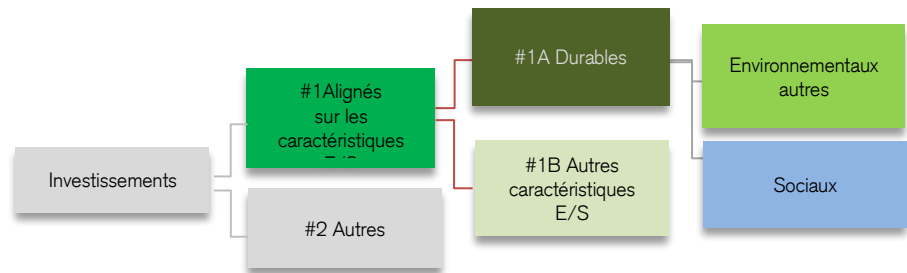 Investissements
#1Alignés
sur les
caractéristiques
#2 Autres
#1A Durables
#1B Autres
caractéristiques
E/S
Environnementaux
autres
Sociaux